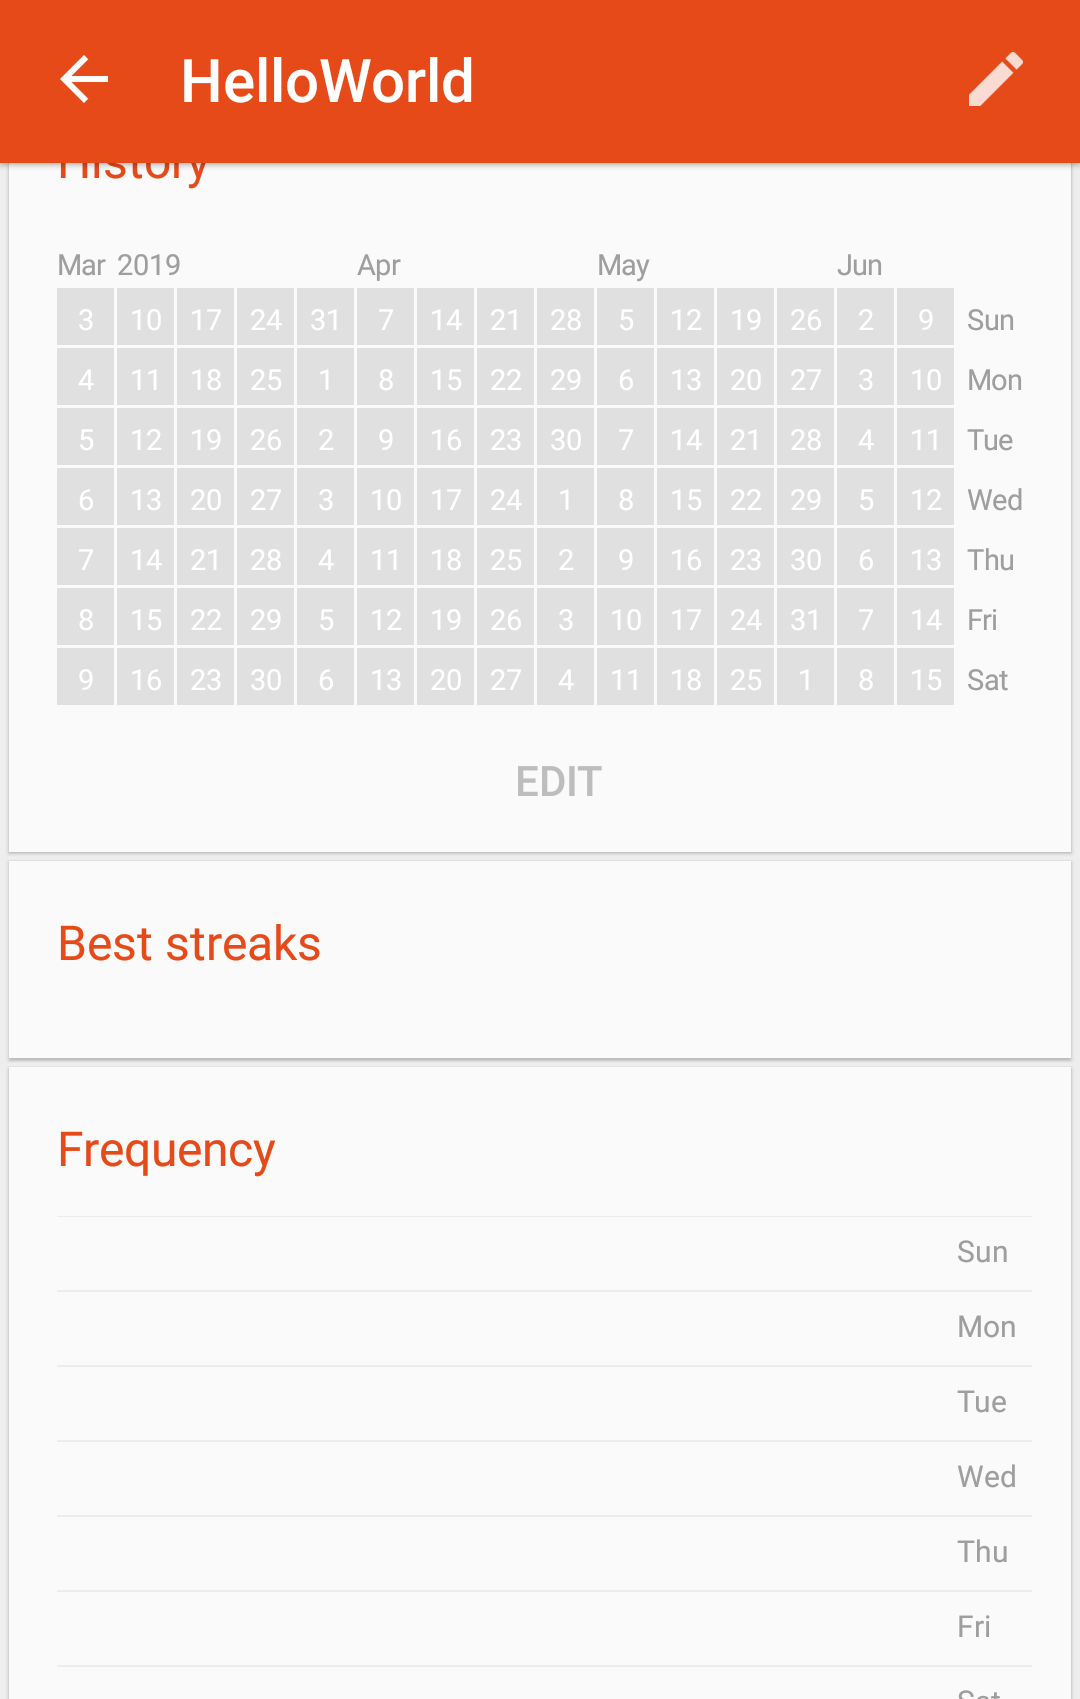 HelloWorld
History
Mar 2019 Apr May Jun
3 10 17 24 31 7 14 21 28 5 12 19 26 2 9 Sun
4 11 18 25 1 8 15 22 29 6 13 20 27 3 10 Mon
5 12 19 26 2 9 16 23 30 7 14 21 28 4 11 Tue
6 13 20 27 3 10 17 24 1 8 15 22 29 5 12 Wed
7 14 21 28 4 11 18 25 2 9 16 23 30 6 13 Thu
8 15 22 29 5 12 19 26 3 10 17 24 31 7 14 Fri
9 16 23 30 6 13 20 27 4 11 18 25 1 8 15 Sat
EDIT
Best streaks
Frequency
Sun
Mon
Tue
Wed
Thu
Fri
Sat